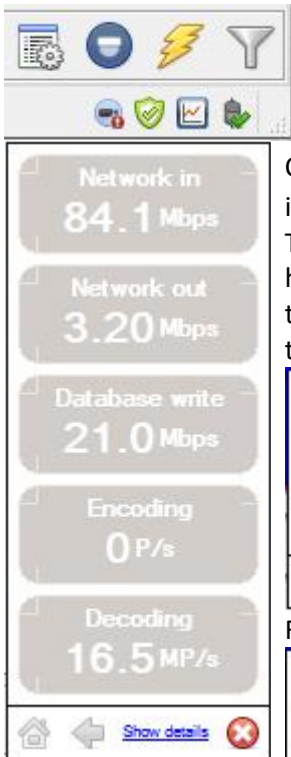 Network in
84.1 Mbps
Network out
3.20 Mbps
Database write
21.0 Mbps
Encoding
0 P/s
Decoding
16.5 MP/s
Show details